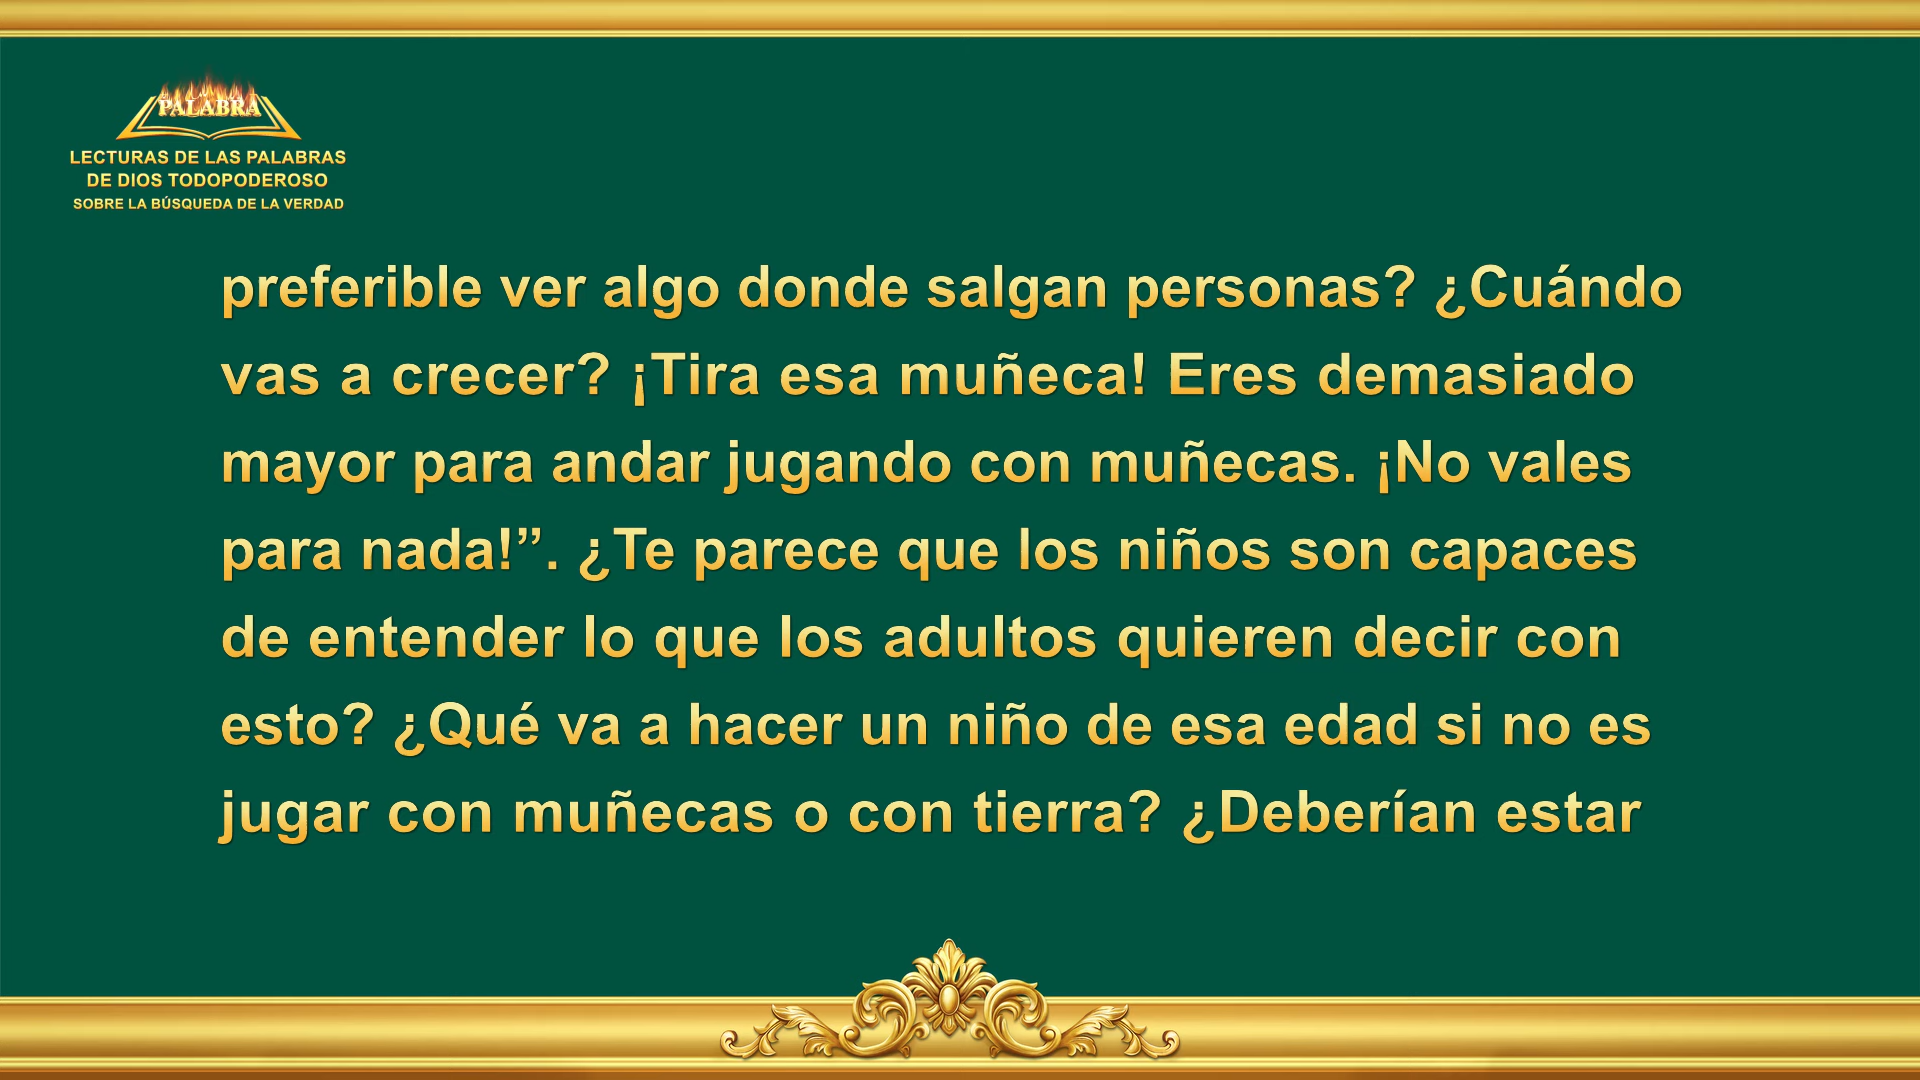 PALABRA
LECTURAS DE LAS PALABRAS
DE DIOS TODOPODEROSO
SOBRE LA BÚSQUEDA DE LA VERDAD
preferible ver algo donde salgan personas? ¿Cuándo
vas a crecer? ¡Tira esa muñeca! Eres demasiado
mayor para andar jugando con muñecas. ¡No vales
para nada!”. ¿Te parece que los niños son capaces
de entender lo que los adultos quieren decir con
esto? ¿Qué va a hacer un niño de esa edad si no es
jugar con muñecas o con tierra? ¿Deberían estar